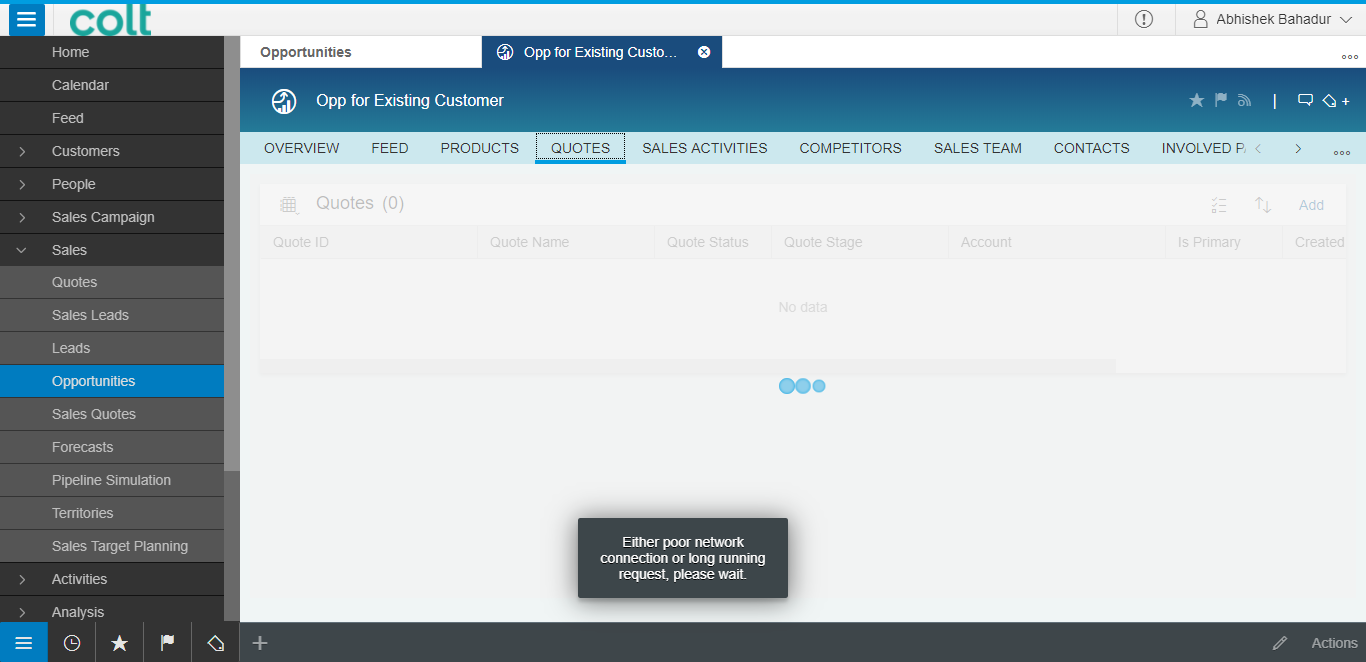 colt
Abhishek Bahadur
Home
Calendar
Feed
Customers
People
Sales Campaign
Sales
Quotes
Sales Leads
Leads
Opportunities
Sales Quotes
Forecasts
Pipeline Simulation
Territories
Sales Target Planning
Activities
Analysis
Opportunities
Opp for Existing Custo...
Opp for Existing Customer
OVERVIEW FEED PRODUCTS QUOTES SALES ACTIVITIES COMPETITORS SALES TEAM CONTACTS INVOLVED
Quotes (0)
Add
Quote ID Quote Name Quote Status Quote Stage Account Is Primary Created
No data
Either poor network
connection or long running
request, please wait.
Actions